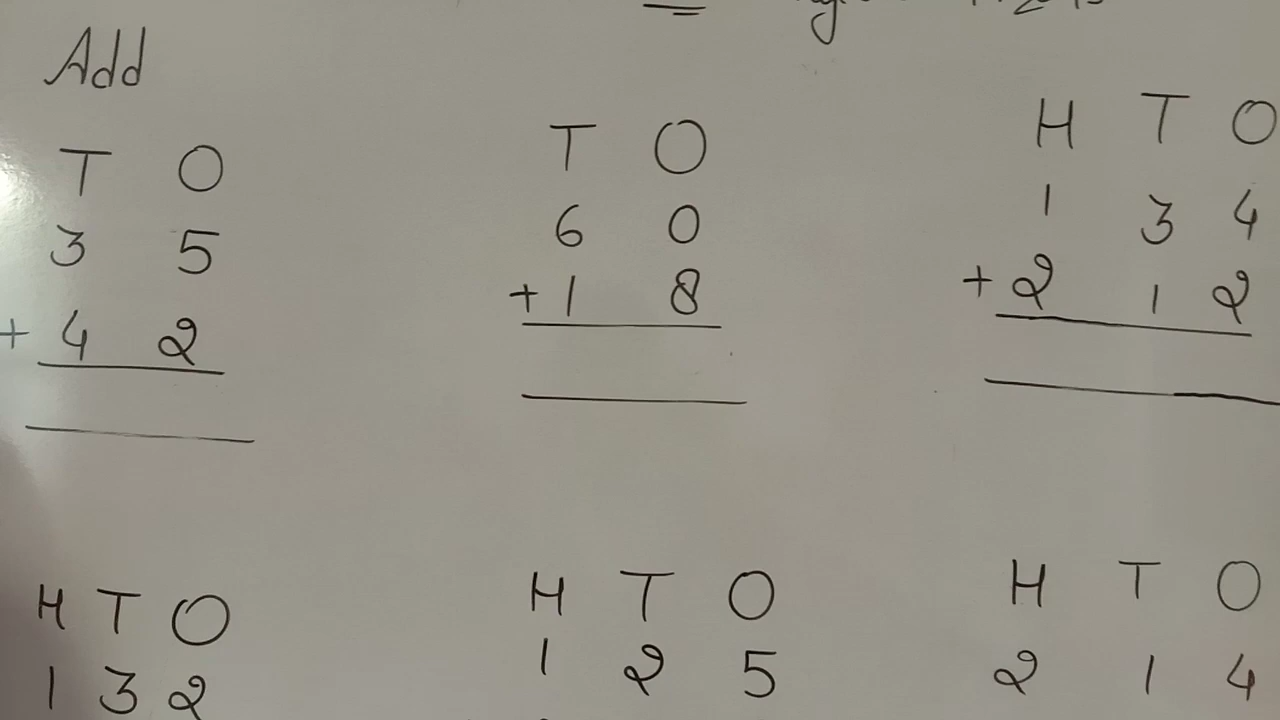 Add
T O
3 5
+ 4 2
T O
6 0
+ 1 8
H T O
1 3 4
+ 2 1 2
H T O
1 3 2
H T O
1 2 5
H T O
2 1 4